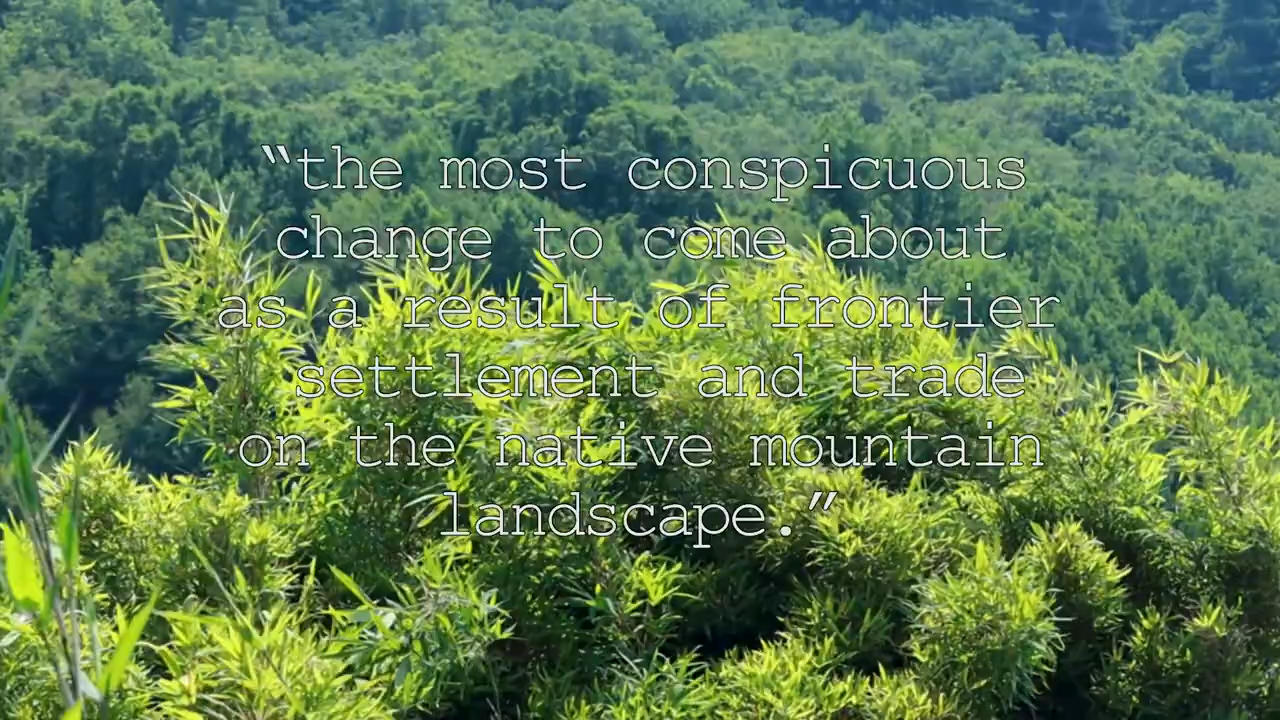 “the most conspicuous
change to come about
as a result of frontier
settlement and trade
on the native mountain
landscape.”